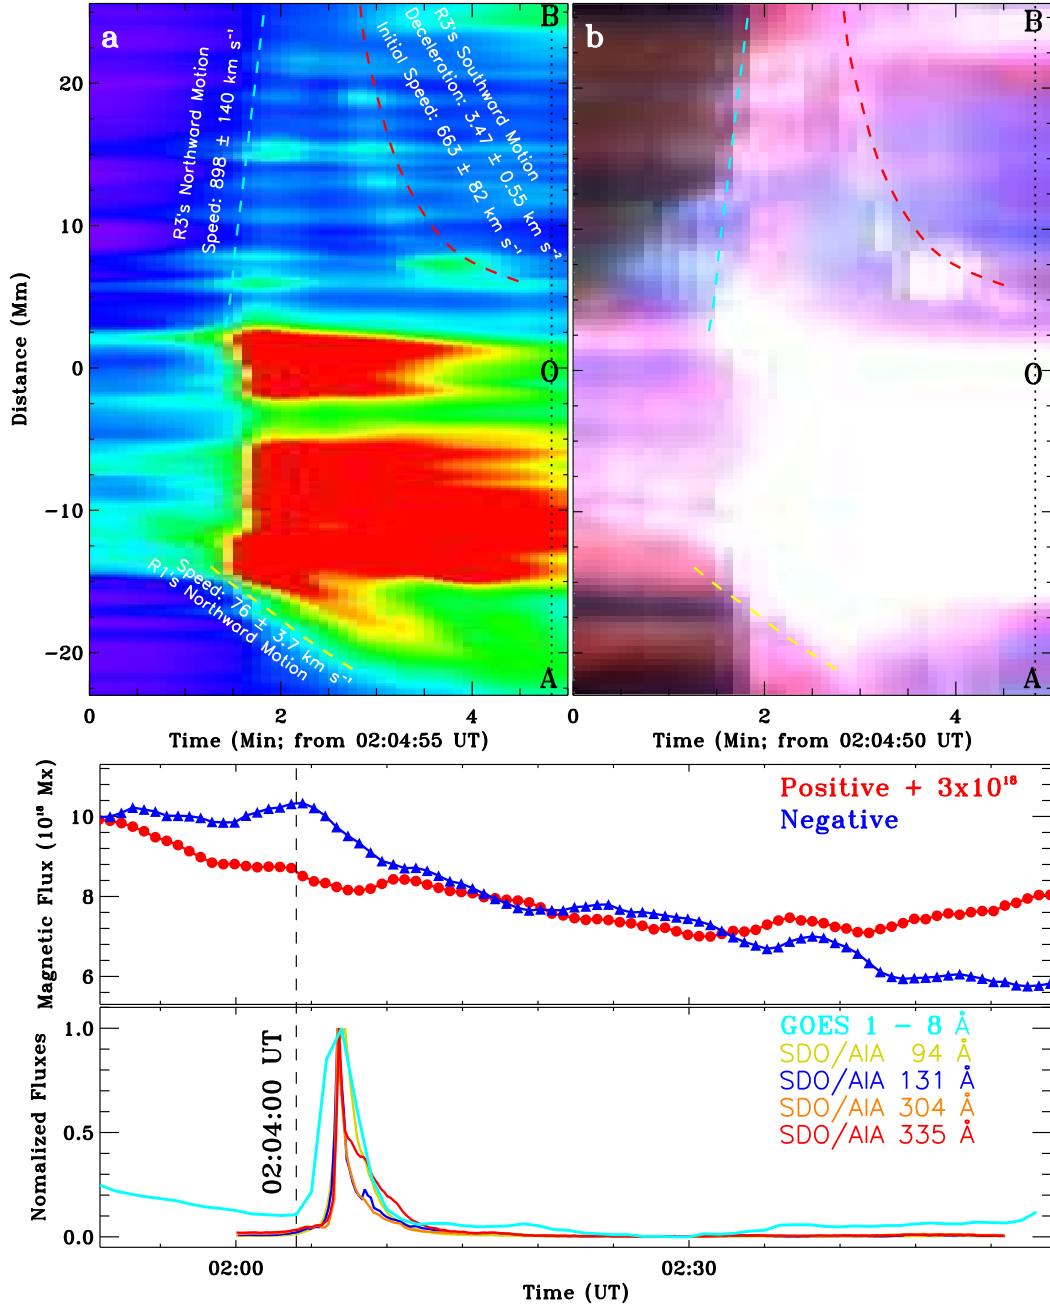 a
B
R3's Northward Motion
Speed: 898 ± 140 km s⁻¹
R3's Southward Motion
Deceleration: 3.47 ± 0.55 km s⁻²
Initial Speed: 663 ± 82 km s⁻¹
O
Speed: 76 ± 3.7 km s⁻¹
R1's Northward Motion
A
20
10
0
−10
−20
Distance (Mm)
0 2 4
Time (Min; from 02:04:55 UT)
b
B
O
A
0 2 4
Time (Min; from 02:04:50 UT)
Magnetic Flux (10¹⁸ Mx)
10
8
6
Positive + 3x10¹⁸
Negative
Nomalized Fluxes
1.0
0.5
0.0
02:04:00 UT
GOES 1 − 8 Å
SDO/AIA 94 Å
SDO/AIA 131 Å
SDO/AIA 304 Å
SDO/AIA 335 Å
02:00 02:30
Time (UT)